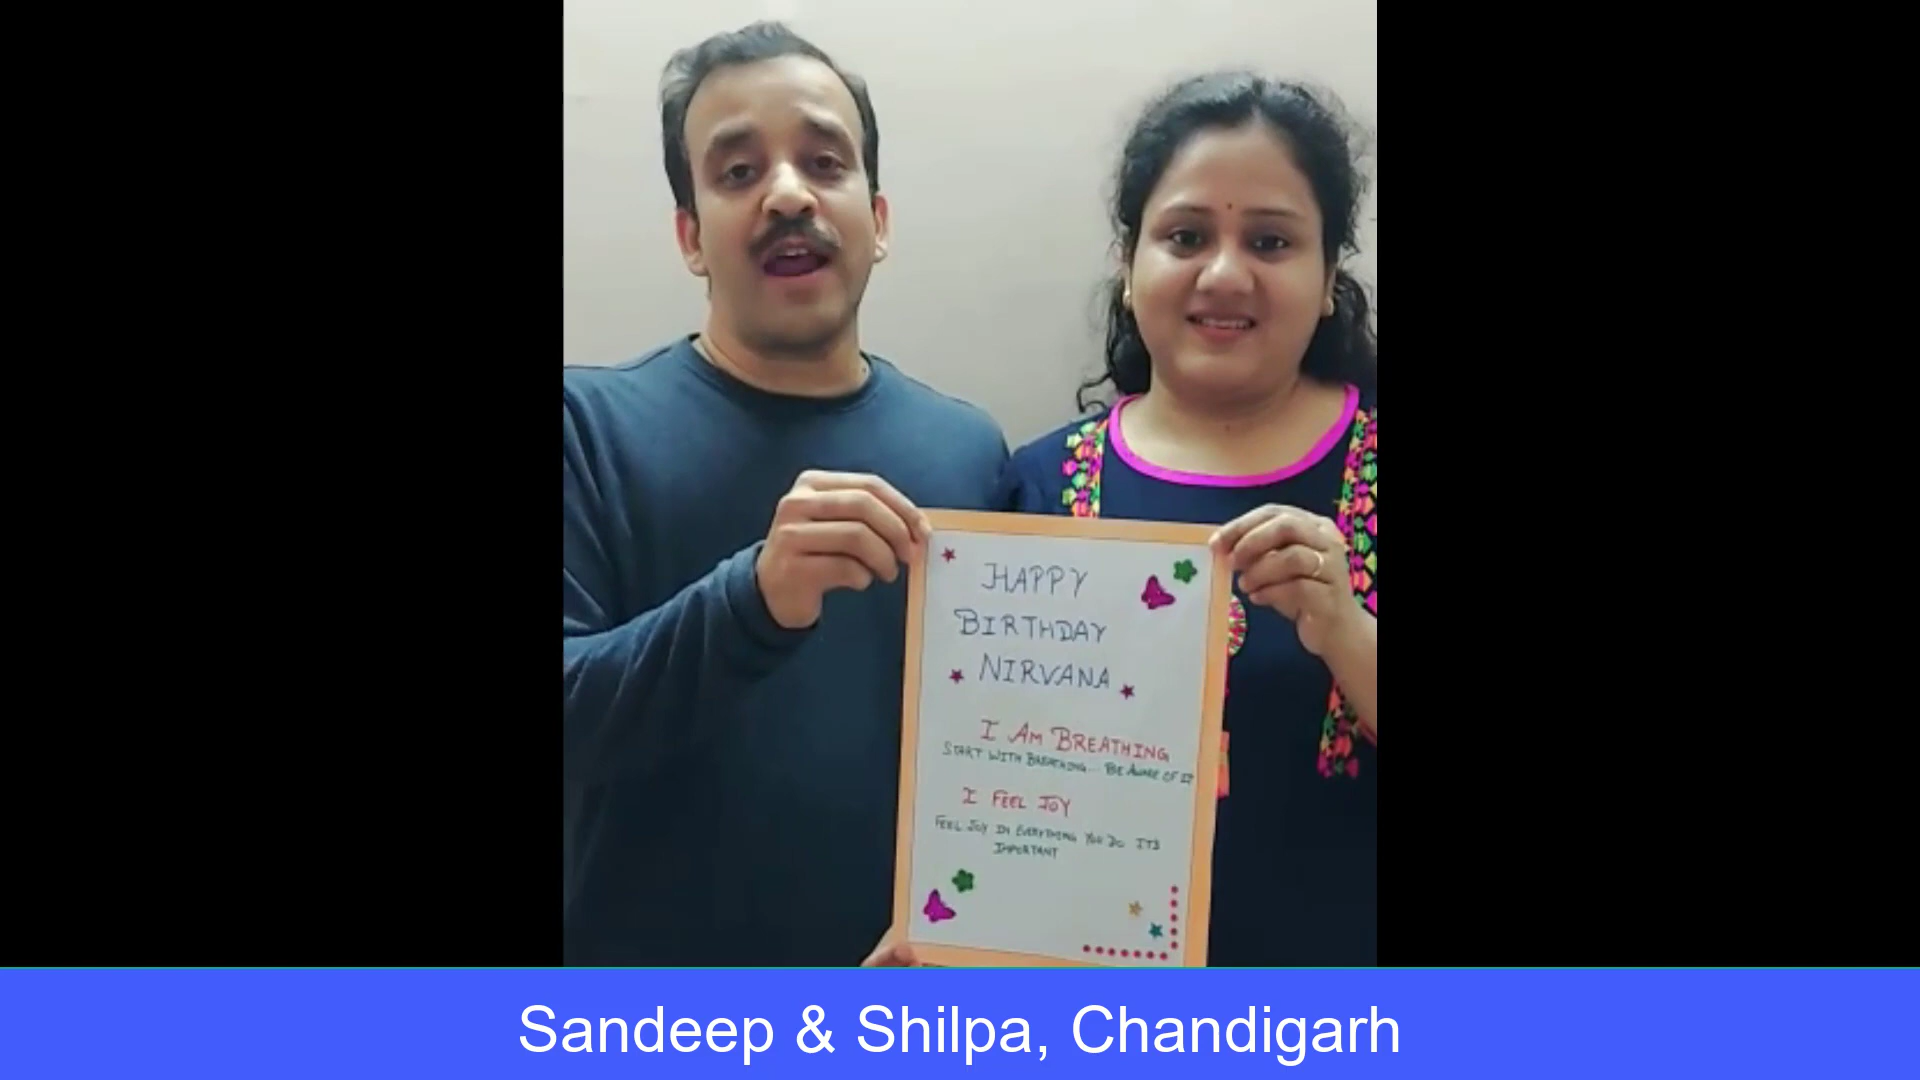 HAPPY
BIRTHDAY
NIRVANA
I AM BREATHING
START WITH BREATHING... BE AWARE OF IT
I FEEL JOY
FEEL JOY IN EVERYTHING YOU DO ITS
IMPORTANT
Sandeep & Shilpa, Chandigarh